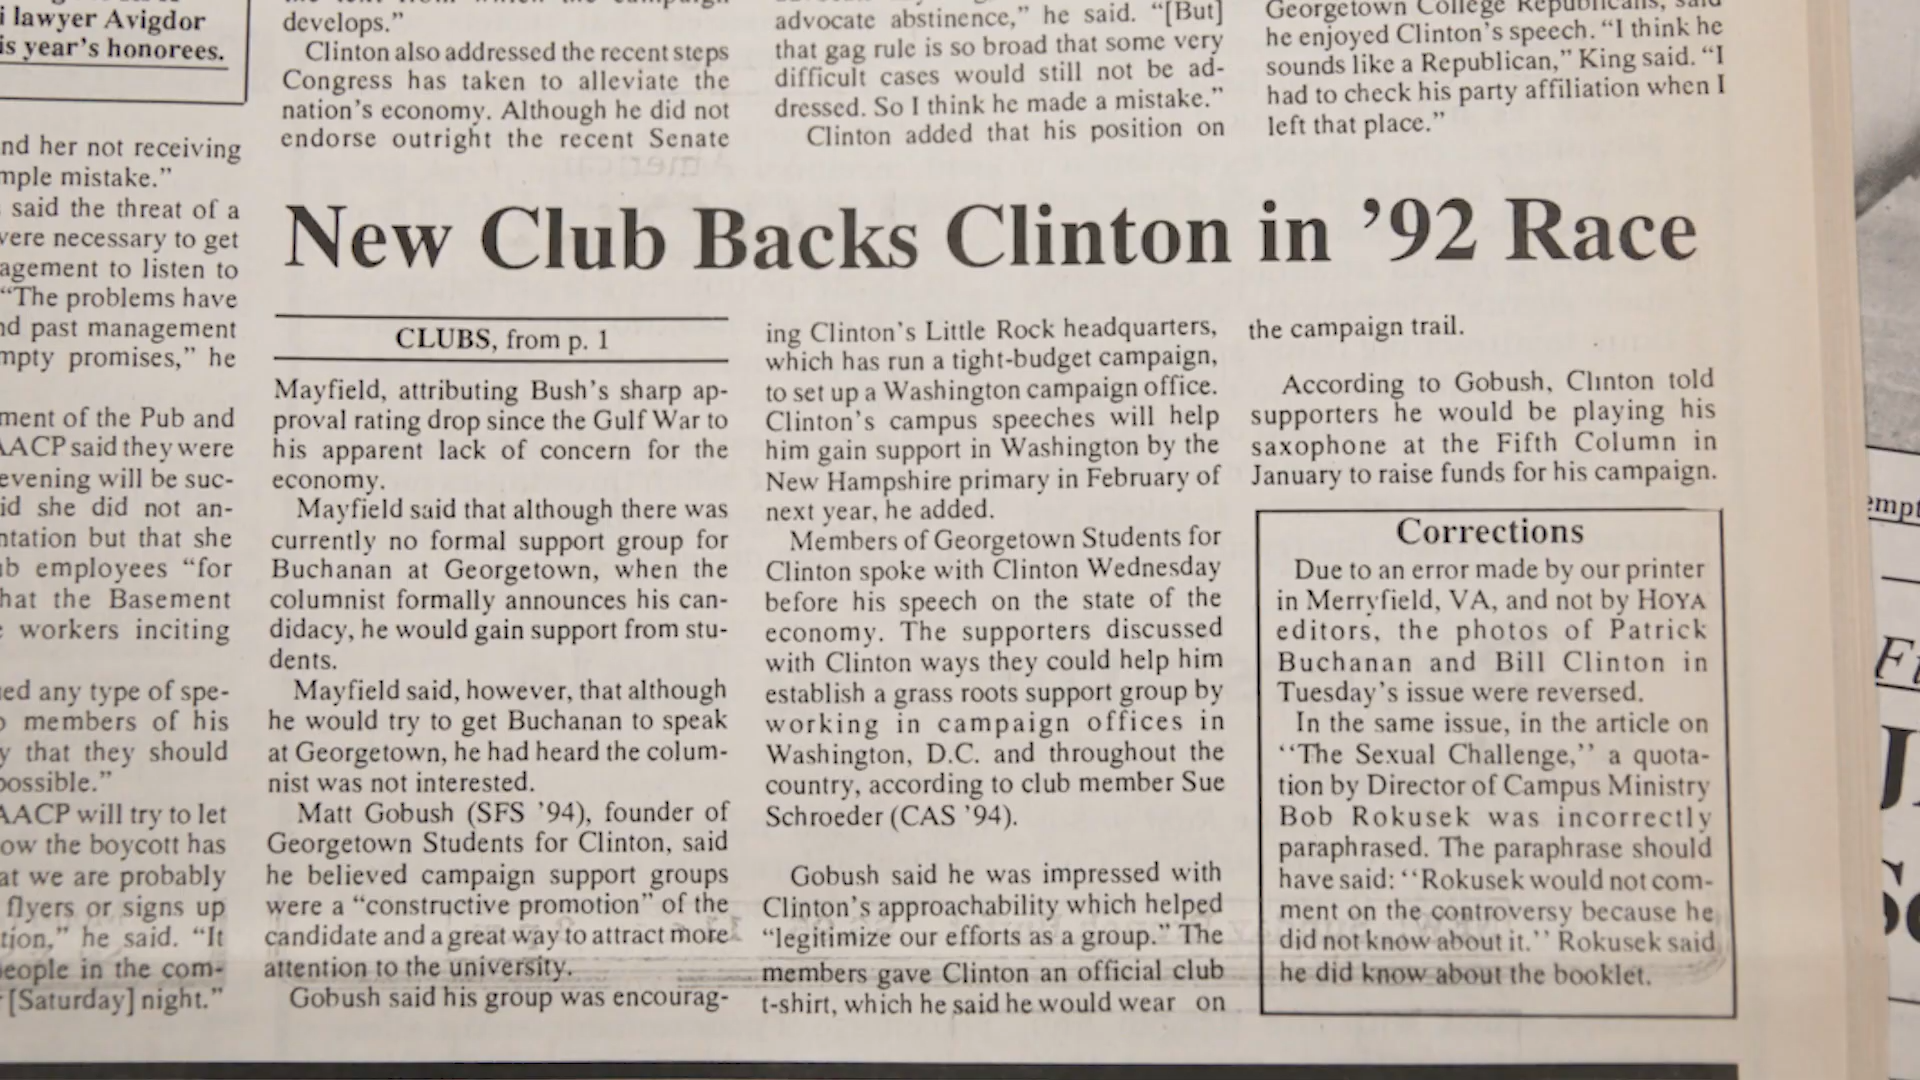 i lawyer Avigdor
is year's honorees.
nd her not receiving
mple mistake."
said the threat of a
vere necessary to get
agement to listen to
"The problems have
nd past management
mpty promises," he
ment of the Pub and
AACP said they were
evening will be suc-
id she did not an-
ntation but that she
ub employees "for
hat the Basement
workers inciting
ed any type of spe-
members of his
y that they should
possible."
AACP will try to let
ow the boycott has
at we are probably
flyers or signs up
tion," he said. "It
eople in the com-
[Saturday] night."
develops."
Clinton also addressed the recent steps
Congress has taken to alleviate the
nation's economy. Although he did not
endorse outright the recent Senate
advocate abstinence," he said. "[But]
that gag rule is so broad that some very
difficult cases would still not be ad-
dressed. So I think he made a mistake."
Clinton added that his position on
Georgetown College Republicans, said
he enjoyed Clinton's speech. "I think he
sounds like a Republican," King said. "I
had to check his party affiliation when I
left that place."
New Club Backs Clinton in '92 Race
CLUBS, from p. 1
Mayfield, attributing Bush's sharp ap-
proval rating drop since the Gulf War to
his apparent lack of concern for the
economy.
Mayfield said that although there was
currently no formal support group for
Buchanan at Georgetown, when the
columnist formally announces his can-
didacy, he would gain support from stu-
dents.
Mayfield said, however, that although
he would try to get Buchanan to speak
at Georgetown, he had heard the colum-
nist was not interested.
Matt Gobush (SFS '94), founder of
Georgetown Students for Clinton, said
he believed campaign support groups
were a "constructive promotion" of the
candidate and a great way to attract more
attention to the university.
Gobush said his group was encourag-
ing Clinton's Little Rock headquarters,
which has run a tight-budget campaign,
to set up a Washington campaign office.
Clinton's campus speeches will help
him gain support in Washington by the
New Hampshire primary in February of
next year, he added.
Members of Georgetown Students for
Clinton spoke with Clinton Wednesday
before his speech on the state of the
economy. The supporters discussed
with Clinton ways they could help him
establish a grass roots support group by
working in campaign offices in
Washington, D.C. and throughout the
country, according to club member Sue
Schroeder (CAS '94).
Gobush said he was impressed with
Clinton's approachability which helped
"legitimize our efforts as a group." The
members gave Clinton an official club
t-shirt, which he said he would wear on
the campaign trail.
According to Gobush, Clinton told
supporters he would be playing his
saxophone at the Fifth Column in
January to raise funds for his campaign.
Corrections
Due to an error made by our printer
in Merryfield, VA, and not by HOYA
editors, the photos of Patrick
Buchanan and Bill Clinton in
Tuesday's issue were reversed.
In the same issue, in the article on
"The Sexual Challenge," a quota-
tion by Director of Campus Ministry
Bob Rokusek was incorrectly
paraphrased. The paraphrase should
have said: "Rokusek would not com-
ment on the controversy because he
did not know about it." Rokusek said
he did know about the booklet.